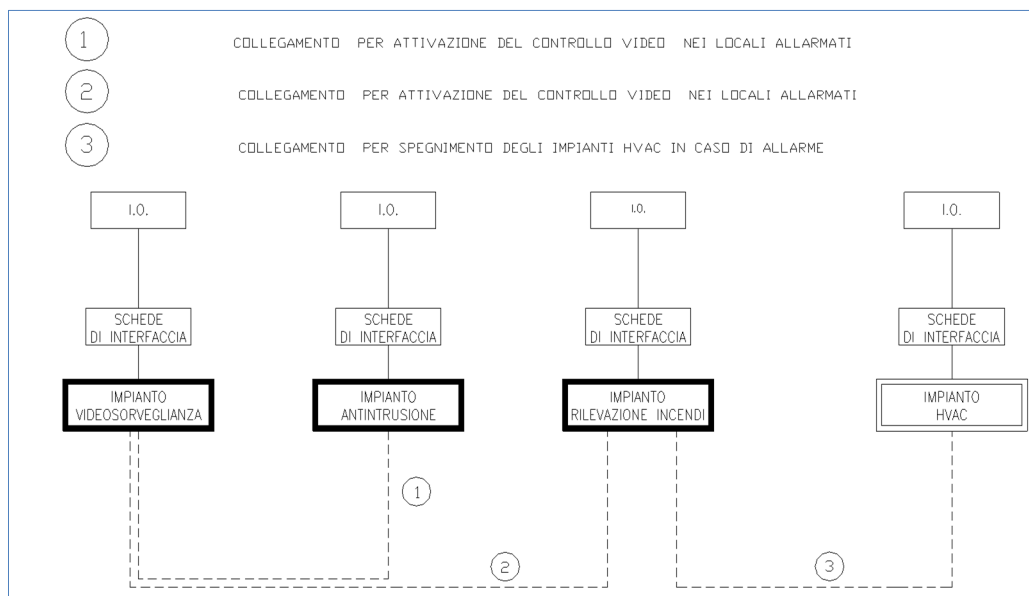 1 COLLEGAMENTO PER ATTIVAZIONE DEL CONTROLLO VIDEO NEI LOCALI ALLARMATI
2 COLLEGAMENTO PER ATTIVAZIONE DEL CONTROLLO VIDEO NEI LOCALI ALLARMATI
3 COLLEGAMENTO PER SPEGNIMENTO DEGLI IMPIANTI HVAC IN CASO DI ALLARME
I.O.
I.O.
I.O.
I.O.
SCHEDE
DI INTERFACCIA
SCHEDE
DI INTERFACCIA
SCHEDE
DI INTERFACCIA
SCHEDE
DI INTERFACCIA
IMPIANTO
VIDEOSORVEGLIANZA
IMPIANTO
ANTINTRUSIONE
IMPIANTO
RILEVAZIONE INCENDI
IMPIANTO
HVAC
1
2
3